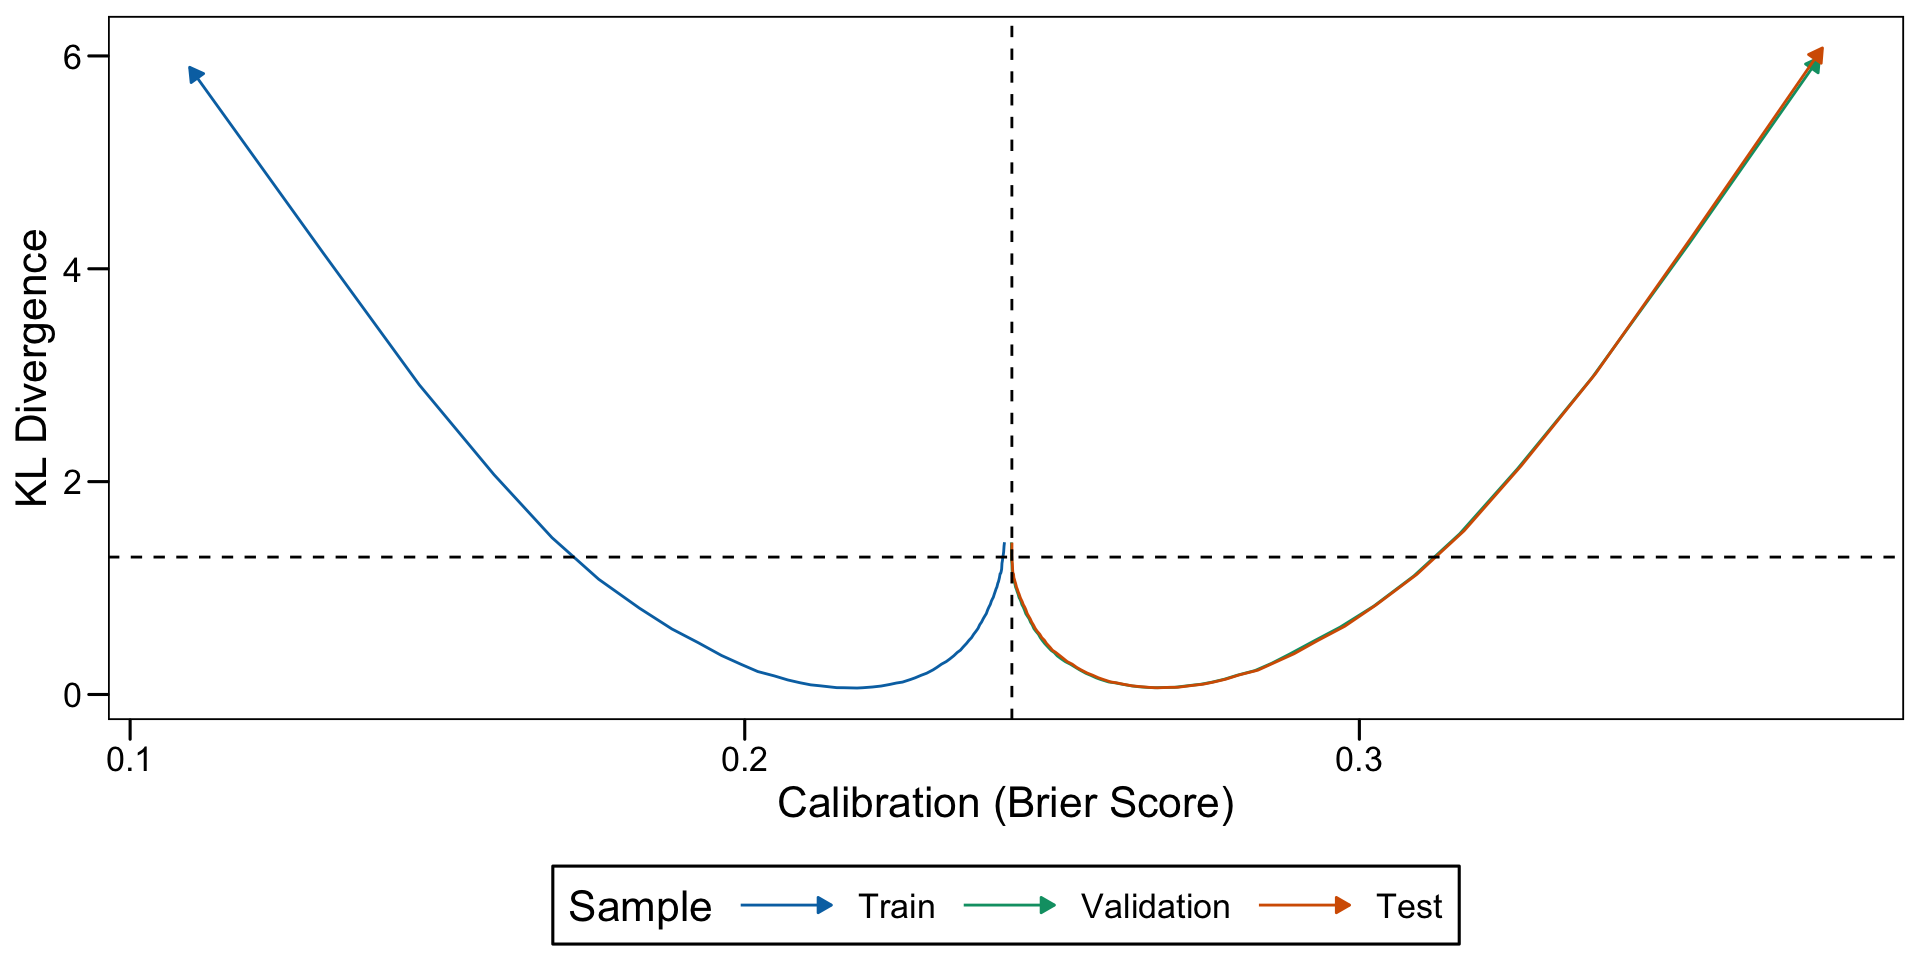 KL Divergence
6
4
2
0
0.1 0.2 0.3
Calibration (Brier Score)
Sample Train Validation Test